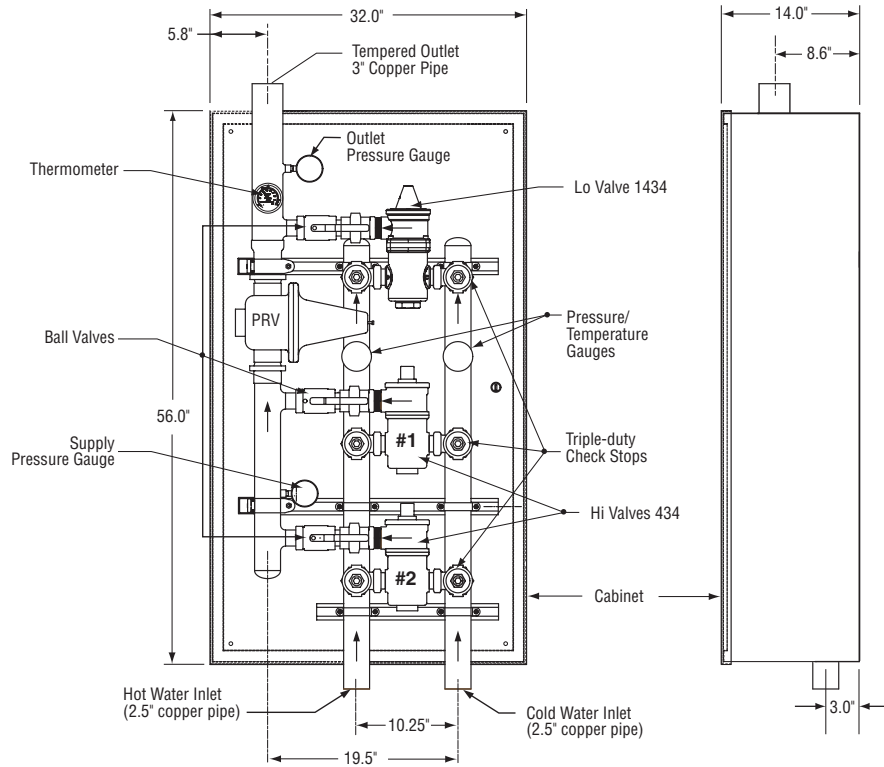 32.0"
14.0"
5.8"
8.6"
Tempered Outlet
3" Copper Pipe
Outlet
Pressure Gauge
Thermometer
Lo Valve 1434
PRV
Pressure/
Temperature
Gauges
Ball Valves
56.0"
#1
Triple-duty
Check Stops
Supply
Pressure Gauge
Hi Valves 434
#2
Cabinet
Hot Water Inlet
(2.5" copper pipe)
10.25"
Cold Water Inlet
(2.5" copper pipe)
3.0"
19.5"